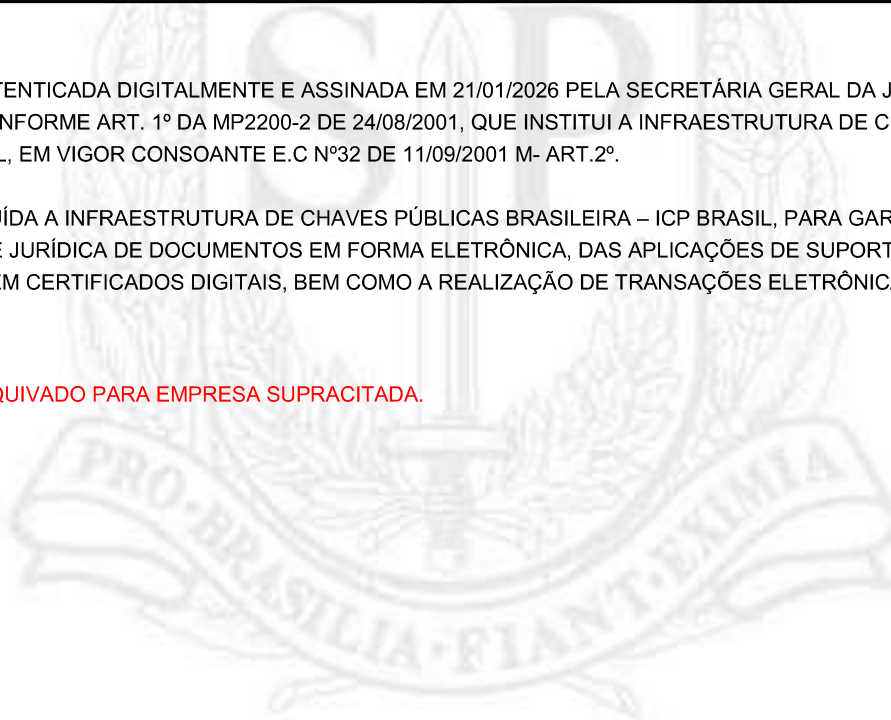 TENTICADA DIGITALMENTE E ASSINADA EM 21/01/2026 PELA SECRETÁRIA GERAL DA J
NFORME ART. 1º DA MP2200-2 DE 24/08/2001, QUE INSTITUI A INFRAESTRUTURA DE C
L, EM VIGOR CONSOANTE E.C Nº32 DE 11/09/2001 M- ART.2º.
ÍDA A INFRAESTRUTURA DE CHAVES PÚBLICAS BRASILEIRA – ICP BRASIL, PARA GAR
E JURÍDICA DE DOCUMENTOS EM FORMA ELETRÔNICA, DAS APLICAÇÕES DE SUPORT
EM CERTIFICADOS DIGITAIS, BEM COMO A REALIZAÇÃO DE TRANSAÇÕES ELETRÔNICA
QUIVADO PARA EMPRESA SUPRACITADA.
SP
PRO·BRASILIA·FIANT·EXIMIA